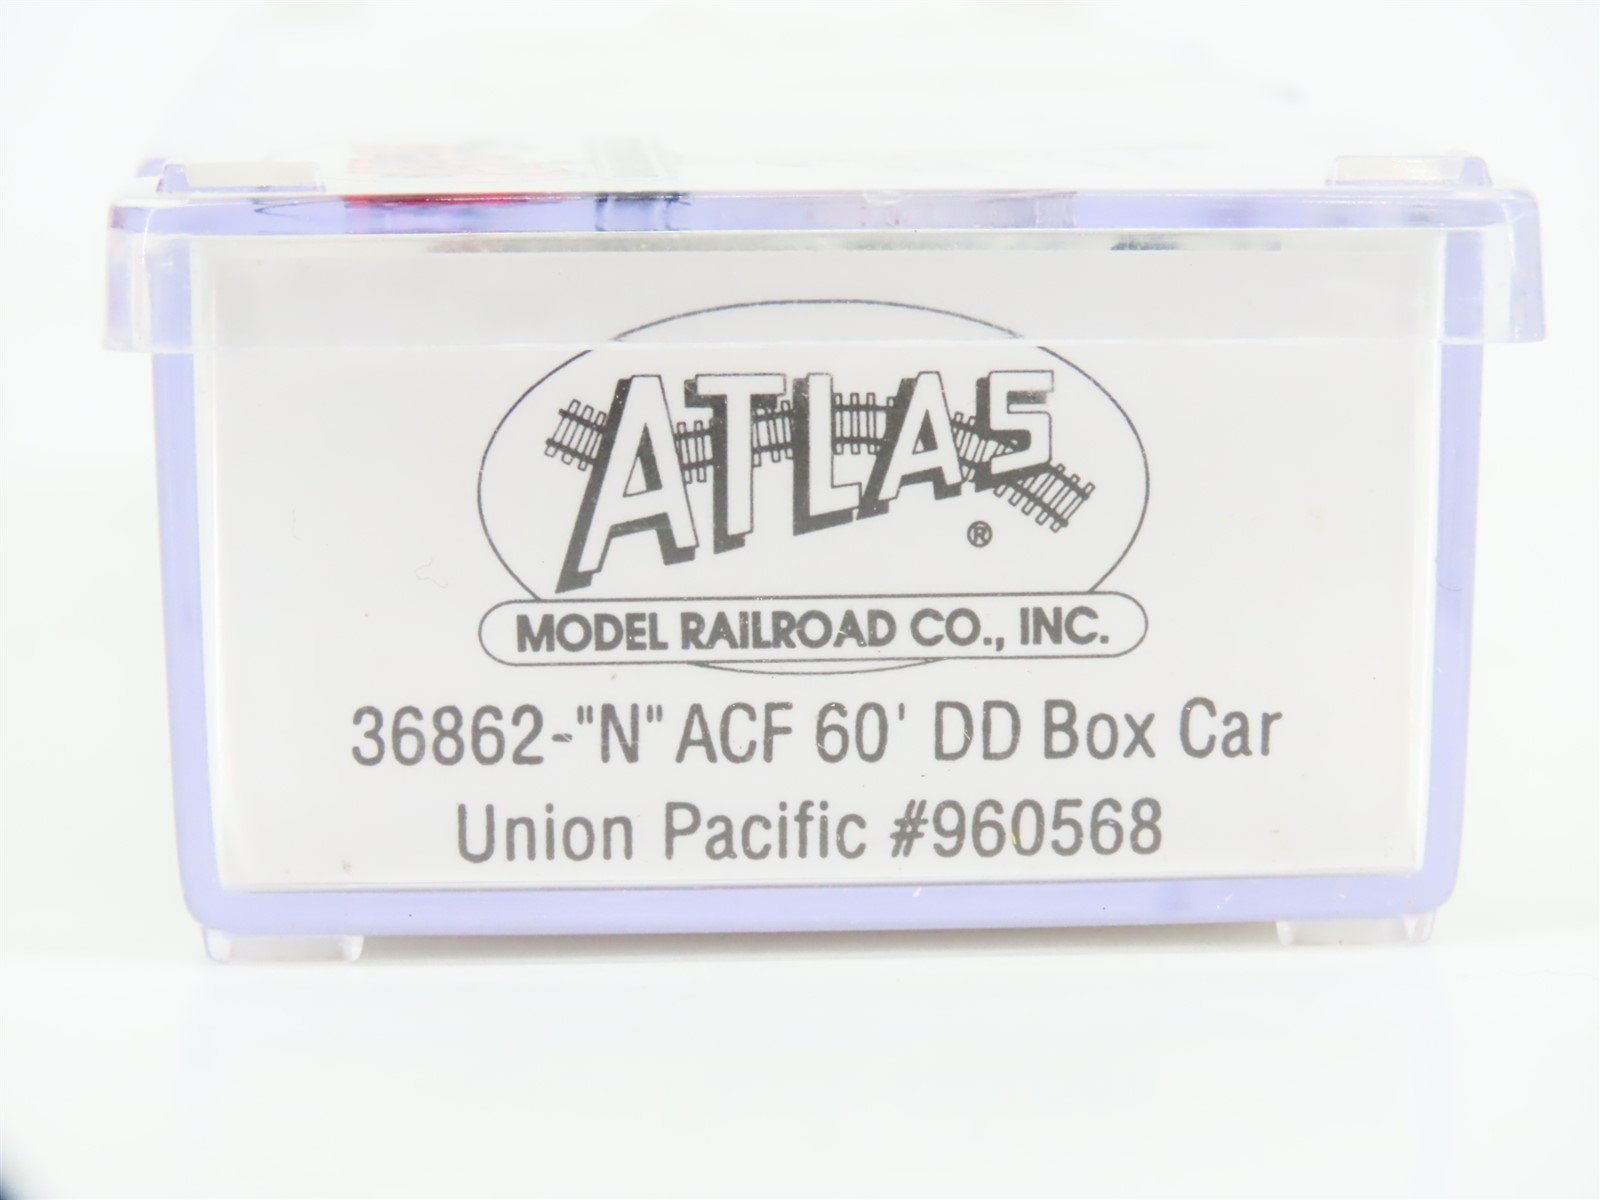 ATLAS
®
MODEL RAILROAD CO., INC.
36862-"N" ACF 60' DD Box Car
Union Pacific #960568